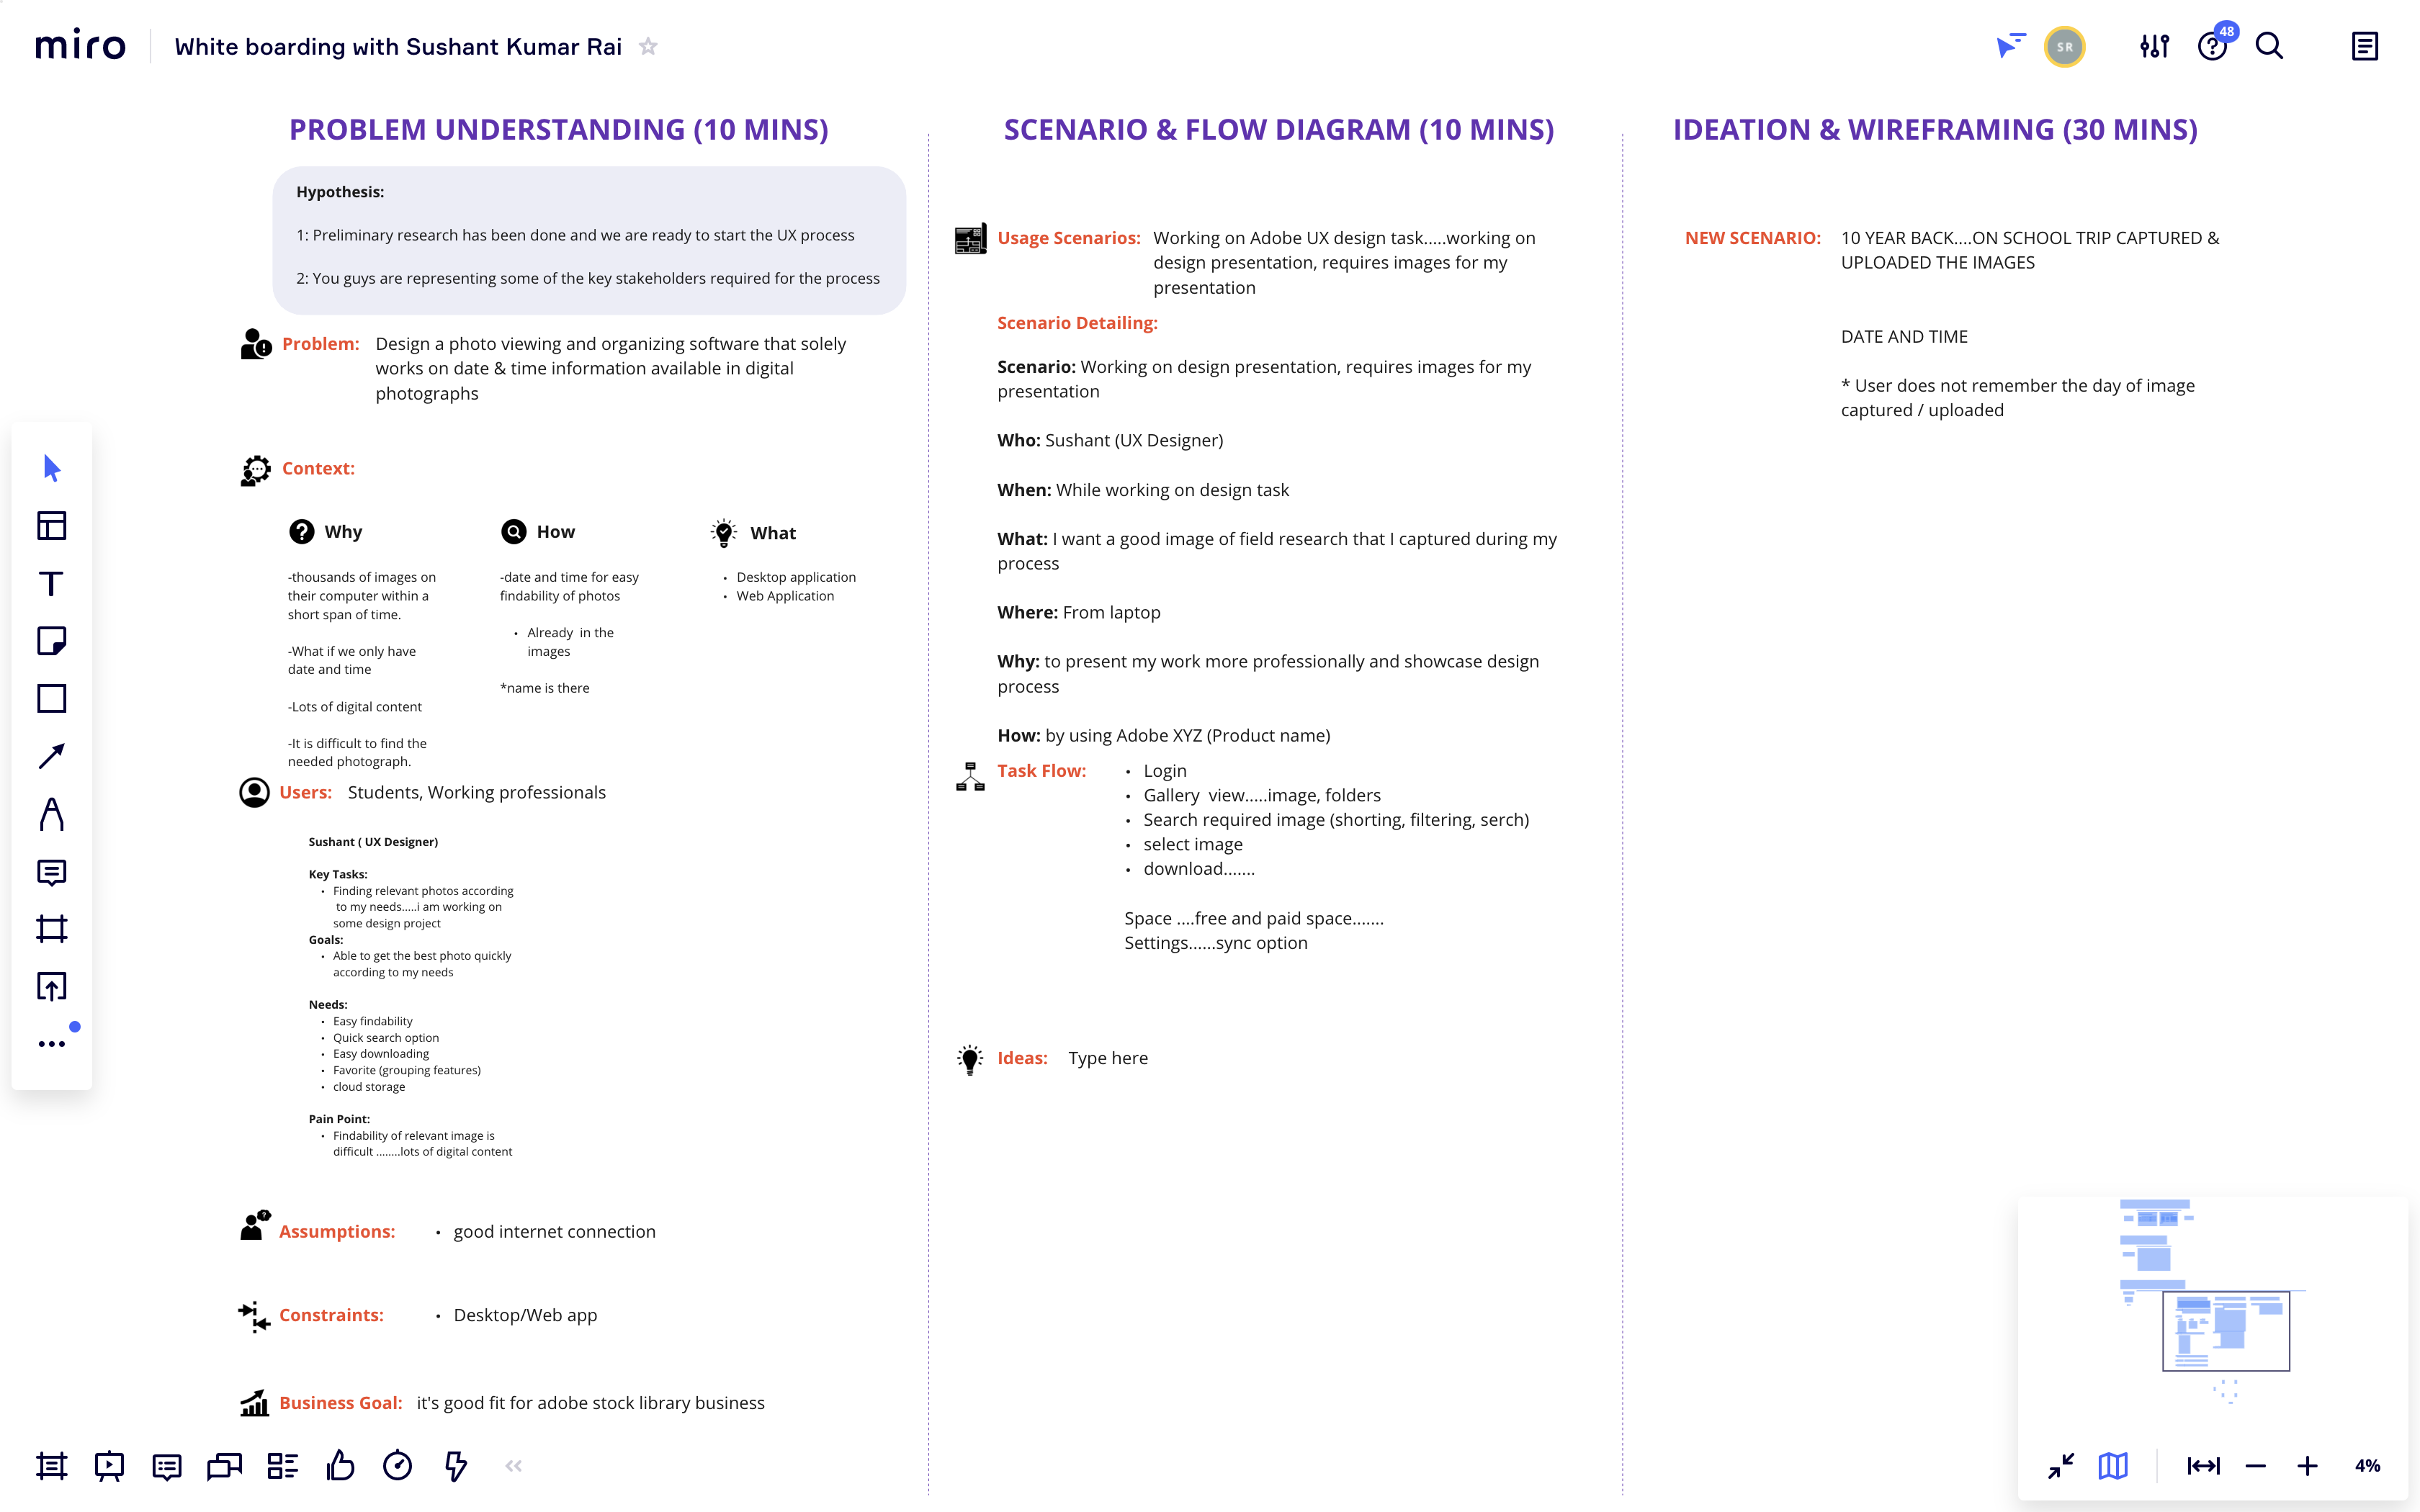 miro
White boarding with Sushant Kumar Rai
SR
48
PROBLEM UNDERSTANDING (10 MINS)
Hypothesis:
1: Preliminary research has been done and we are ready to start the UX process
2: You guys are representing some of the key stakeholders required for the process
Problem:
Design a photo viewing and organizing software that solely
works on date & time information available in digital
photographs
Context:
Why
-thousands of images on
their computer within a
short span of time.
-What if we only have
date and time
-Lots of digital content
-It is difficult to find the
needed photograph.
How
-date and time for easy
findability of photos
• Already  in the
images
*name is there
What
• Desktop application
• Web Application
Users: Students, Working professionals
Sushant ( UX Designer)
Key Tasks:
• Finding relevant photos according
to my needs.....i am working on
some design project
Goals:
• Able to get the best photo quickly
according to my needs
Needs:
• Easy findability
• Quick search option
• Easy downloading
• Favorite (grouping features)
• cloud storage
Pain Point:
• Findability of relevant image is
difficult ........lots of digital content
Assumptions: • good internet connection
Constraints: • Desktop/Web app
Business Goal: it's good fit for adobe stock library business
SCENARIO & FLOW DIAGRAM (10 MINS)
Usage Scenarios: Working on Adobe UX design task.....working on
design presentation, requires images for my
presentation
Scenario Detailing:
Scenario: Working on design presentation, requires images for my
presentation
Who: Sushant (UX Designer)
When: While working on design task
What: I want a good image of field research that I captured during my
process
Where: From laptop
Why: to present my work more professionally and showcase design
process
How: by using Adobe XYZ (Product name)
Task Flow: • Login
• Gallery  view.....image, folders
• Search required image (shorting, filtering, serch)
• select image
• download.......
Space ....free and paid space.......
Settings......sync option
Ideas: Type here
IDEATION & WIREFRAMING (30 MINS)
NEW SCENARIO: 10 YEAR BACK....ON SCHOOL TRIP CAPTURED &
UPLOADED THE IMAGES
DATE AND TIME
* User does not remember the day of image
captured / uploaded
4%